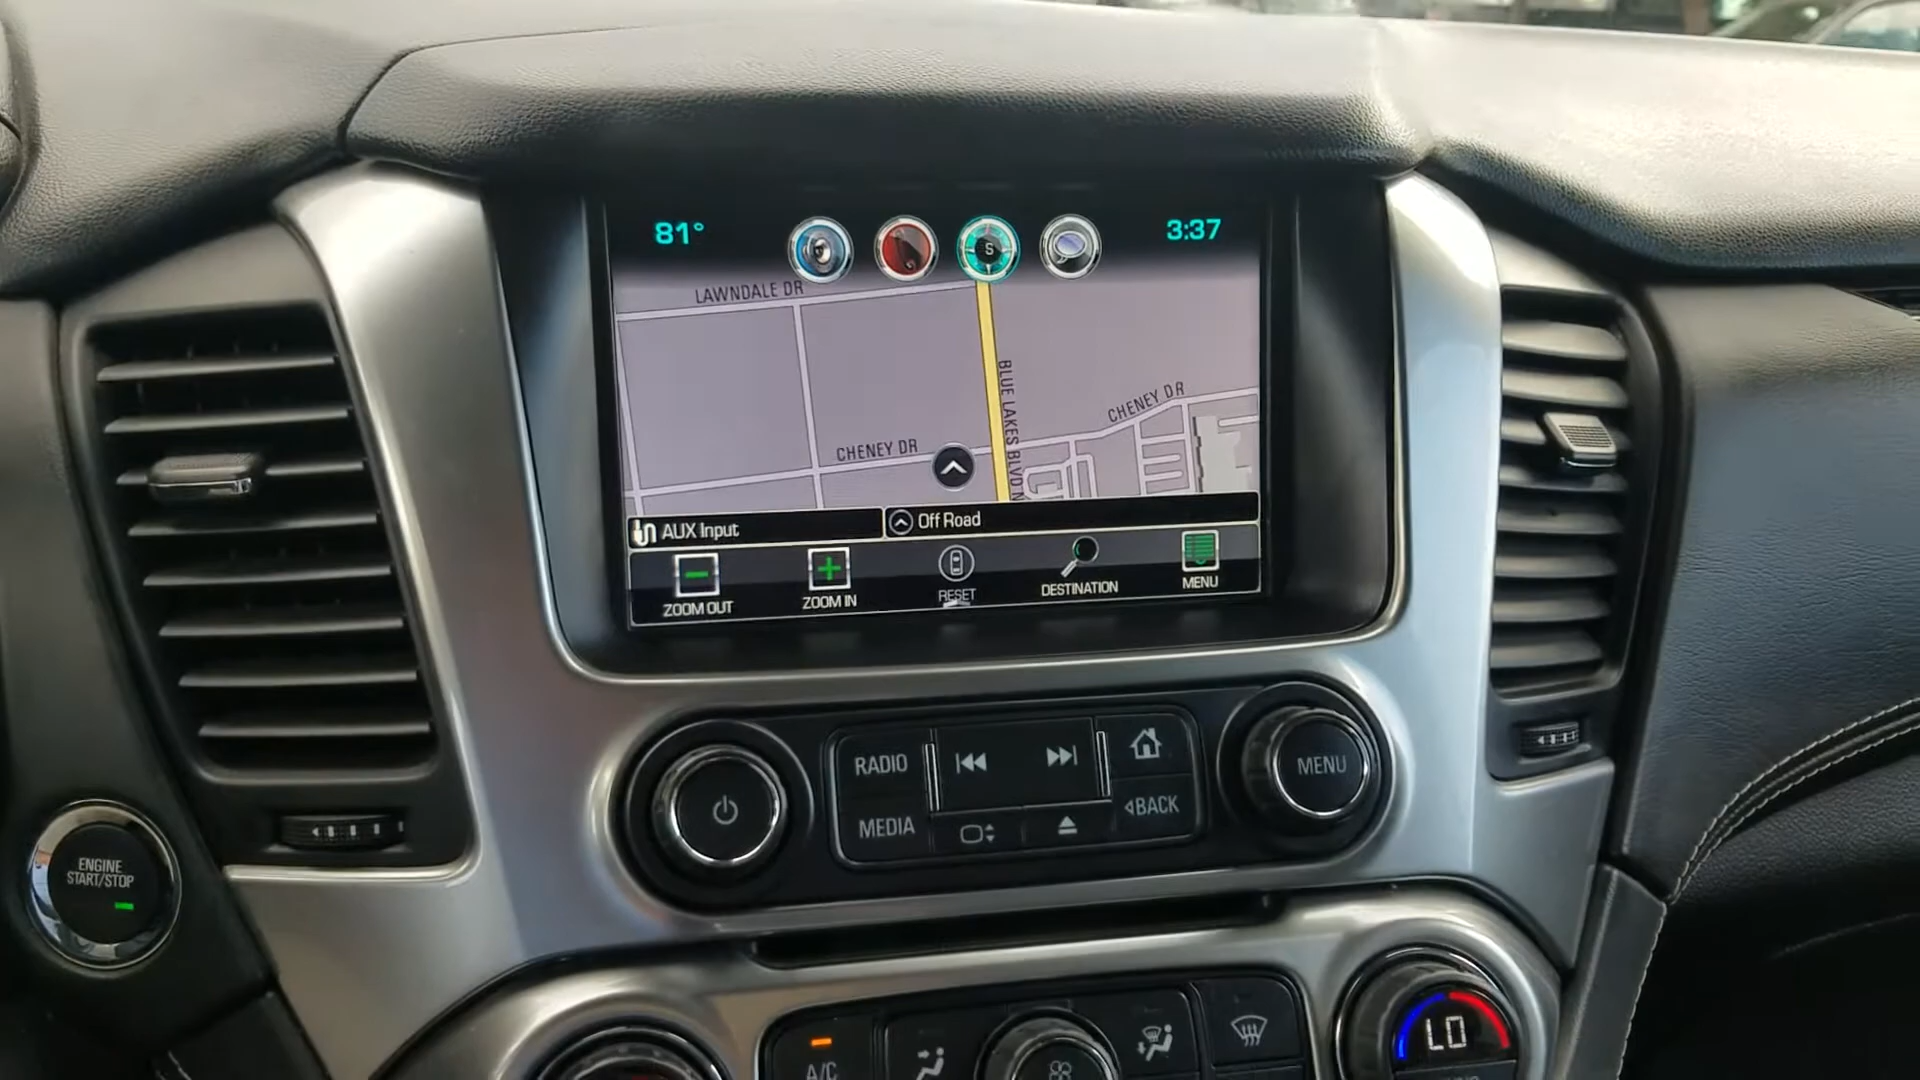 81°
S
3:37
LAWNDALE DR
BLUE LAKES BLVD N
CHENEY DR
CHENEY DR
AUX Input
Off Road
ZOOM OUT
ZOOM IN
RESET
DESTINATION
MENU
RADIO
MEDIA
BACK
MENU
ENGINE
START/STOP
A/C
LO